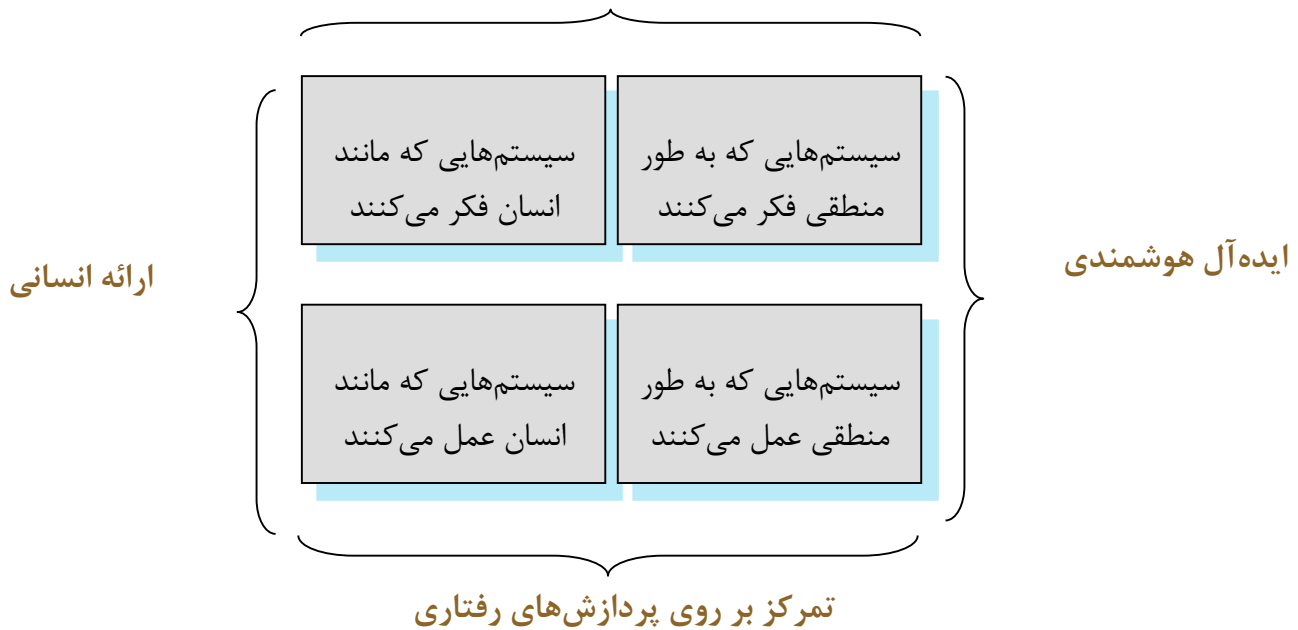 سیستم‌هایی که به طور
منطقی فکر می‌کنند
سیستم‌هایی که مانند
انسان فکر می‌کنند
ایده‌آل هوشمندی
ارائه انسانی
سیستم‌هایی که به طور
منطقی عمل می‌کنند
سیستم‌هایی که مانند
انسان عمل می‌کنند
تمرکز بر روی پردازش‌های رفتاری